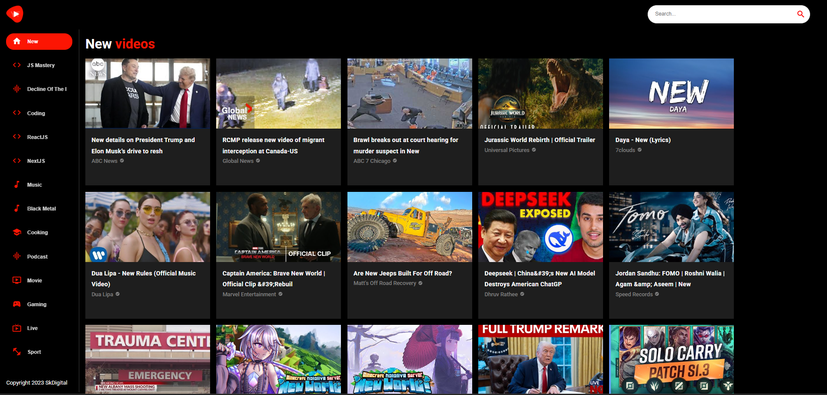 Search...
New
JS Mastery
Decline Of The I
Coding
ReactJS
NexJS
Music
Black Metal
Cooking
Podcast
Movie
Gaming
Live
Sport
Copyright 2023 SkDigital
New videos
abc
New details on President Trump and
Elon Musk's drive to resh
ABC News
Global
NEWS
RCMP release new video of migrant
interception at Canada-US
Global News
Brawl breaks out at court hearing for
murder suspect in New
ABC 7 Chicago
JURASSIC WORLD
OFFICIAL TRAILER
Jurassic World Rebirth | Official Trailer
Universal Pictures
NEW
DAYA
Daya - New (Lyrics)
7clouds
Dua Lipa - New Rules (Official Music
Video)
Dua Lipa
CAPTAIN AMERICA
BRAVE NEW WORLD
OFFICIAL CLIP
Captain America: Brave New World |
Official Clip &#39;Rebuil
Marvel Entertainment
Are New Jeeps Built For Off Road?
Matt's Off Road Recovery
DEEPSEEK
EXPOSED
Deepseek | China&#39;s New AI Model
Destroys American ChatGP
Dhruv Rathee
Fomo
Jordan Sandhu: FOMO | Roshni Walia |
Agam &amp; Aseem | New
Speed Records
TRAUMA CENT
EMERGENCY
FULL TRUMP REMARK
SOLO CARRY
PATCH S1.3